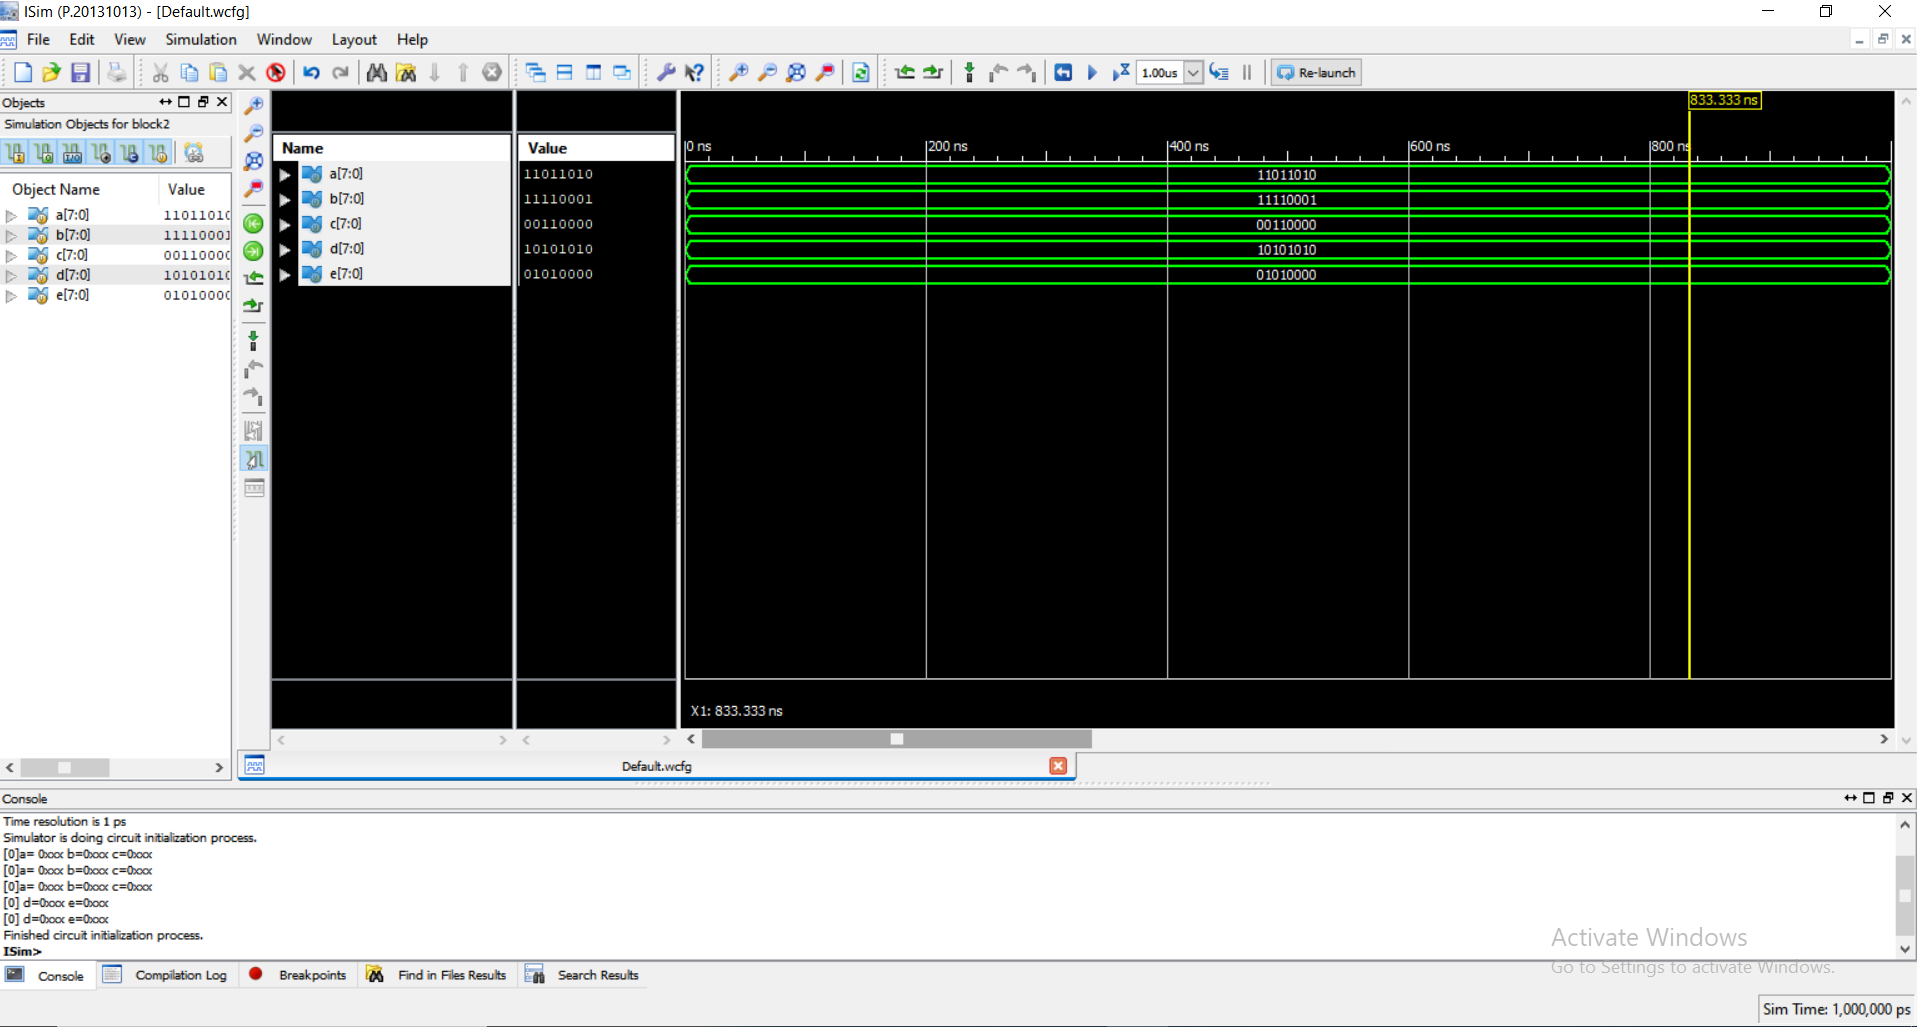 ISim (P.20131013) - [Default.wcfg]
File Edit View Simulation Window Layout Help
1.00us Re-launch
Objects
Simulation Objects for block2
Object Name Value
a[7:0] 11011010
b[7:0] 11110001
c[7:0] 00110000
d[7:0] 10101010
e[7:0] 01010000
Name Value
a[7:0] 11011010
b[7:0] 11110001
c[7:0] 00110000
d[7:0] 10101010
e[7:0] 01010000
833.333 ns
0 ns 200 ns 400 ns 600 ns 800 ns
11011010
11110001
00110000
10101010
01010000
X1: 833.333 ns
Default.wcfg
Console
Time resolution is 1 ps
Simulator is doing circuit initialization process.
[0]a= 0xxx b=0xxx c=0xxx
[0]a= 0xxx b=0xxx c=0xxx
[0]a= 0xxx b=0xxx c=0xxx
[0] d=0xxx e=0xxx
[0] d=0xxx e=0xxx
Finished circuit initialization process.
ISim>
Console Compilation Log Breakpoints Find in Files Results Search Results
Activate Windows
Go to Settings to activate Windows.
Sim Time: 1,000,000 ps